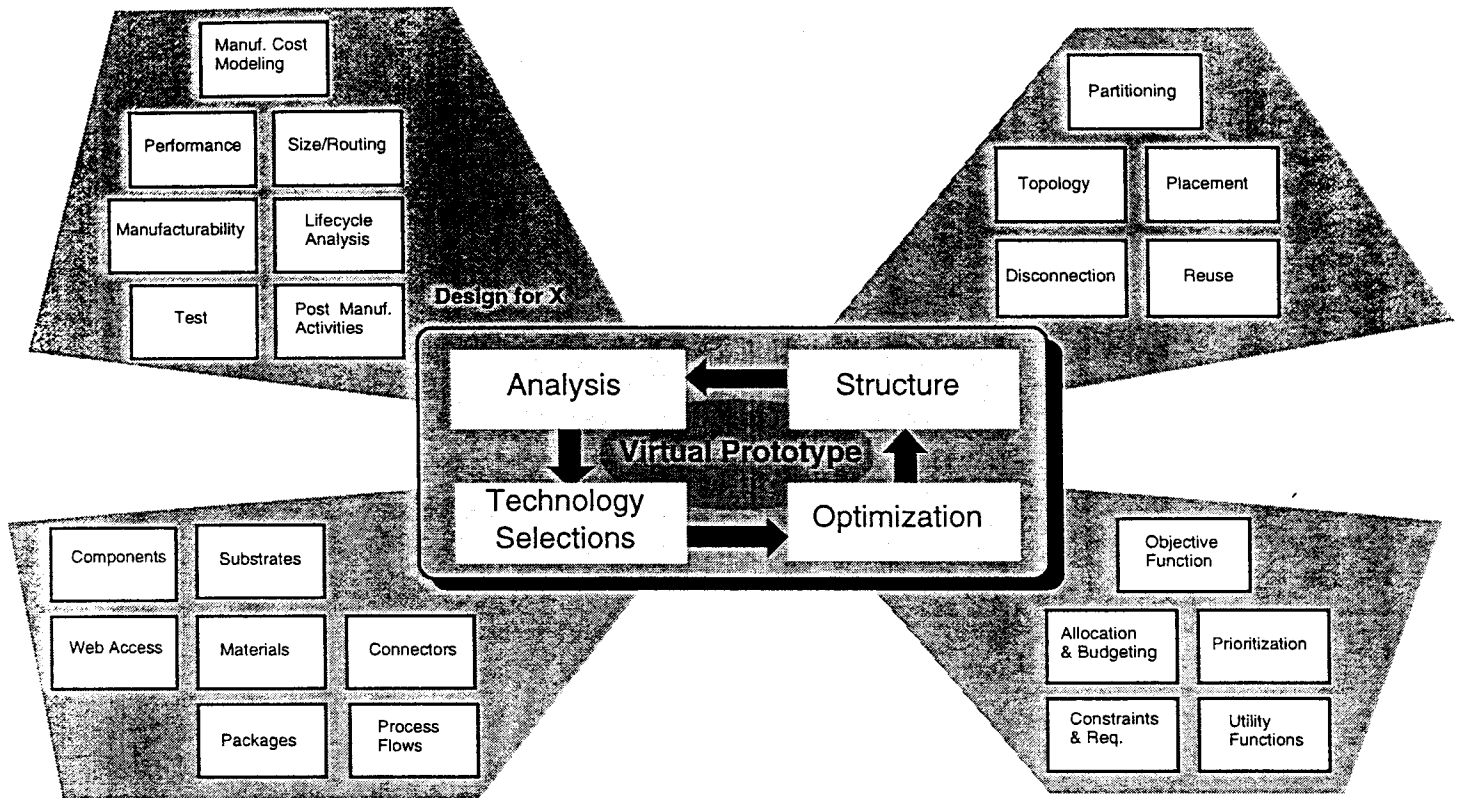 Manuf. Cost
Modeling
Performance
Size/Routing
Manufacturability
Lifecycle
Analysis
Test
Post Manuf.
Activities
Partitioning
Topology
Placement
Disconnection
Reuse
Design for X
Analysis
Structure
Virtual Prototype
Technology
Selections
Optimization
Components
Substrates
Web Access
Materials
Connectors
Packages
Process
Flows
Objective
Function
Allocation
& Budgeting
Prioritization
Constraints
& Req.
Utility
Functions